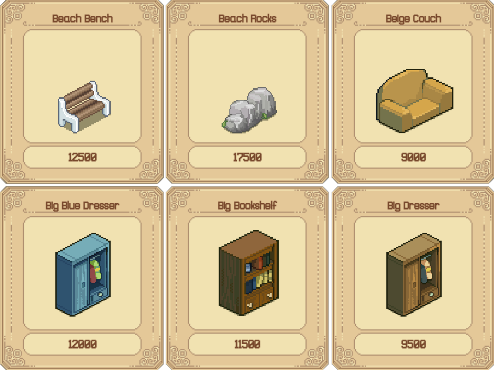 Beach Bench
Beach Rocks
Beige Couch
12500
17500
9000
Big Blue Dresser
Big Bookshelf
Big Dresser
12000
11500
9500